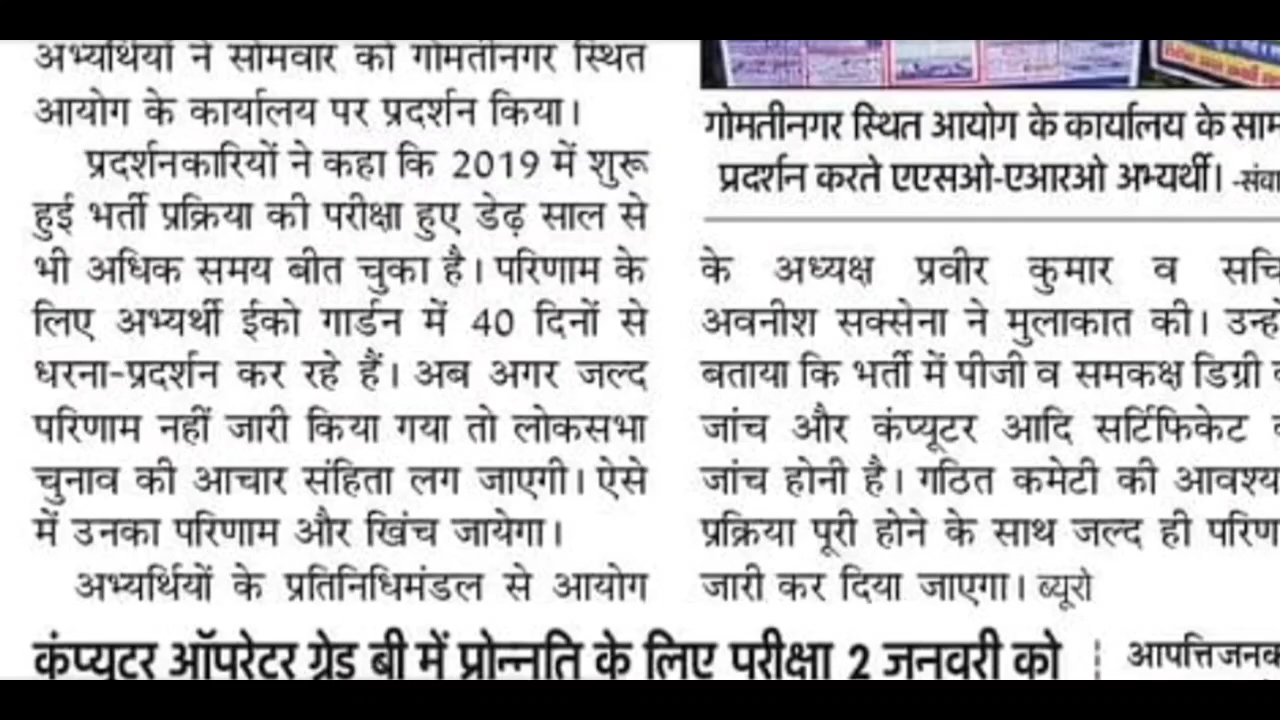 अभ्यर्थियों ने सोमवार को गोमतीनगर स्थित
आयोग के कार्यालय पर प्रदर्शन किया।
प्रदर्शनकारियों ने कहा कि 2019 में शुरू
हुई भर्ती प्रक्रिया की परीक्षा हुए डेढ़ साल से
भी अधिक समय बीत चुका है। परिणाम के
लिए अभ्यर्थी ईको गार्डन में 40 दिनों से
धरना-प्रदर्शन कर रहे हैं। अब अगर जल्द
परिणाम नहीं जारी किया गया तो लोकसभा
चुनाव की आचार संहिता लग जाएगी। ऐसे
में उनका परिणाम और खिंच जायेगा।
अभ्यर्थियों के प्रतिनिधिमंडल से आयोग
गोमतीनगर स्थित आयोग के कार्यालय के
प्रदर्शन करते एएसओ-एआरओ अभ्यर्थी।
के अध्यक्ष प्रवीर कुमार व
अवनीश सक्सेना ने मुलाकात की।
बताया कि भर्ती में पीजी व समकक्ष डिग्री
जांच और कंप्यूटर आदि सर्टिफिकेट
जांच होनी है। गठित कमेटी की
प्रक्रिया पूरी होने के साथ जल्द ही
जारी कर दिया जाएगा। ब्यूरो
कंप्यूटर ऑपरेटर ग्रेड बी में प्रोन्नति के लिए परीक्षा 2 जनवरी को